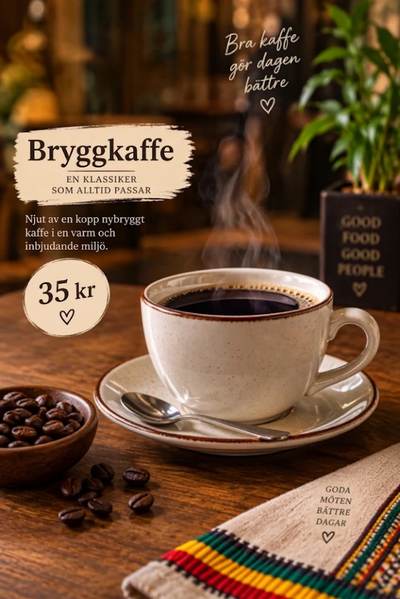 Bra kaffe
gör dagen
bättre
Bryggkaffe
EN KLASSIKER
SOM ALLTID PASSAR
Njut av en kopp nybryggt
kaffe i en varm och
inbjudande miljö.
35 kr
GOOD
FOOD
GOOD
PEOPLE
GODA
MÖTEN
BÄTTRE
DAGAR